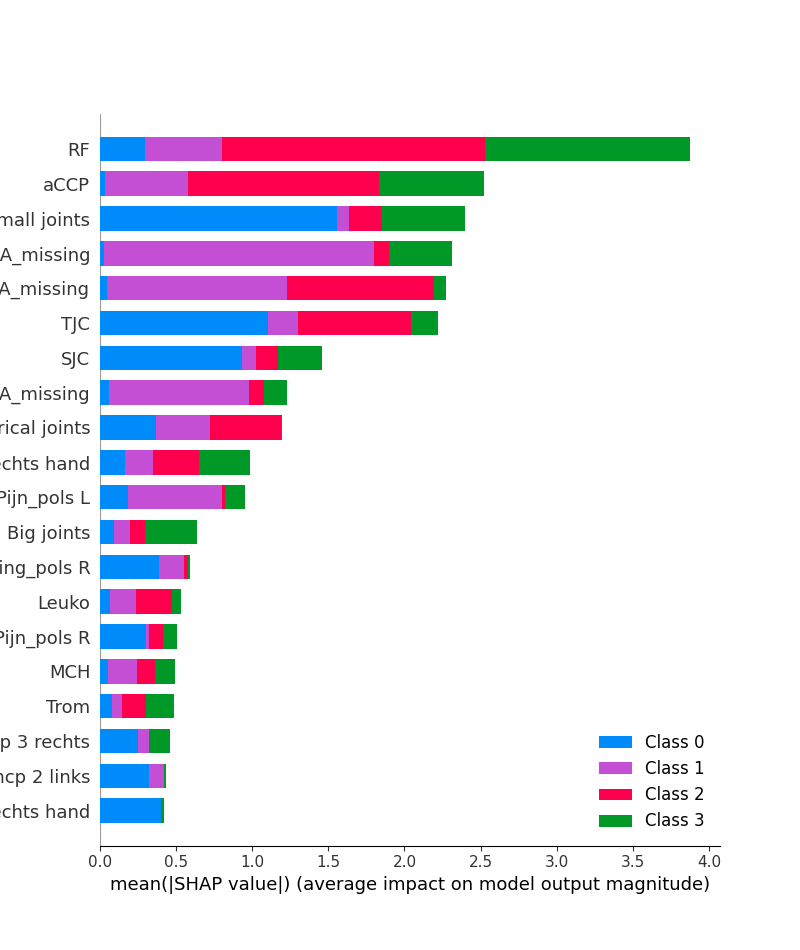 RF
aCCP
mall joints
A_missing
A_missing
TJC
SJC
A_missing
rical joints
echts hand
Pijn_pols L
Big joints
ing_pols R
Leuko
Pijn_pols R
MCH
Trom
p 3 rechts
mcp 2 links
echts hand
Class 0
Class 1
Class 2
Class 3
0.0 0.5 1.0 1.5 2.0 2.5 3.0 3.5 4.0
mean(|SHAP value|) (average impact on model output magnitude)